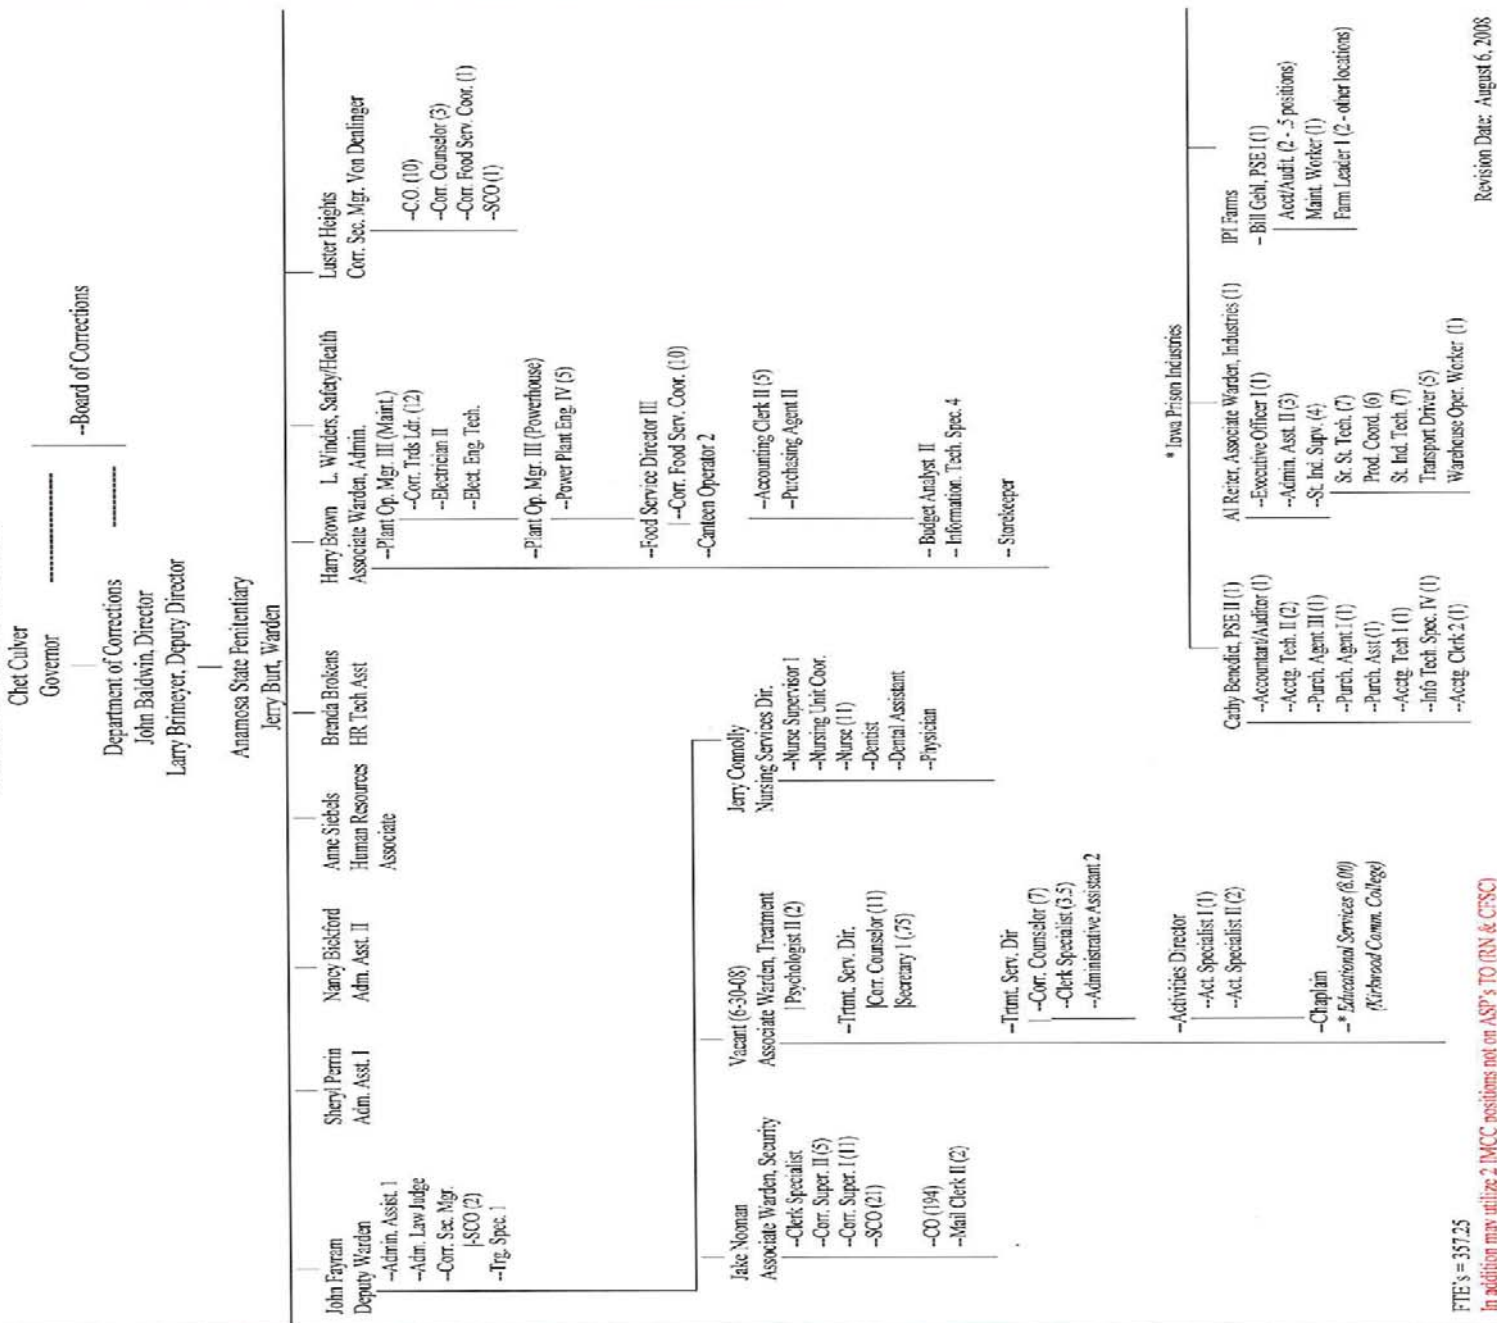 Chet Culver
Governor
--Board of Corrections
Department of Corrections
John Baldwin, Director
Larry Brimeyer, Deputy Director
Anamosa State Penitentiary
Jerry Burt, Warden
John Fayram
Deputy Warden
--Admin. Assist. 1
--Adm. Law Judge
--Corr. Sec. Mgr.
|-SCO (2)
--Trg. Spec. 1
Sheryl Perrin
Adm. Asst. I
Nancy Bickford
Adm. Asst. II
Anne Siebels
Human Resources
Associate
Brenda Brokens
HR Tech Asst
Harry Brown
Associate Warden, Admin.
--Plant Op. Mgr. III (Maint.)
--Corr. Trds Ldr. (12)
--Electrician II
--Elect. Eng. Tech.
--Plant Op. Mgr. III (Powerhouse)
--Power Plant Eng. IV (5)
--Food Service Director III
|--Corr. Food Serv. Coor. (10)
--Canteen Operator 2
--Accounting Clerk II (5)
--Purchasing Agent II
-- Budget Analyst II
-- Information. Tech. Spec. 4
-- Storekeeper
L. Winders, Safety/Health
Luster Heights
Corr. Sec. Mgr. Von Denlinger
--C.O. (10)
--Corr. Counselor (3)
--Corr. Food Serv. Coor. (1)
--SCO (1)
Jake Noonan
Associate Warden, Security
--Clerk Specialist
--Corr. Super. II (5)
--Corr. Super. I (11)
--SCO (21)
--CO (194)
--Mail Clerk II (2)
Vacant (6-30-08)
Associate Warden, Treatment
| Psychologist II (2)
--Trtmt. Serv. Dir.
|Corr. Counselor (11)
|Secretary 1 (.75)
--Trtmt. Serv. Dir
| --Corr. Counselor (7)
--Clerk Specialist (3.5)
--Administrative Assistant 2
--Activities Director
--Act. Specialist I (1)
--Act. Specialist II (2)
--Chaplain
--* Educational Services (8.00)
(Kirkwood Comm. College)
Jerry Connolly
Nursing Services Dir.
--Nurse Supervisor 1
--Nursing Unit Coor.
--Nurse (11)
--Dentist
--Dental Assistant
--Physician
* Iowa Prison Industries
Cathy Benedict, PSE II (1)
--Accountant/Auditor (1)
--Acctg. Tech. II (2)
--Purch. Agent III (1)
--Purch. Agent I (1)
--Purch. Asst (1)
--Acctg. Tech I (1)
--Info Tech. Spec. IV (1)
--Acctg. Clerk 2 (1)
Al Reiter, Associate Warden, Industries (1)
--Executive Officer I (1)
--Admin. Asst. II (3)
--St. Ind. Supv. (4)
Sr. St. Tech. (7)
Prod. Coord. (6)
St. Ind. Tech. (7)
Transport Driver (5)
Warehouse Oper. Worker (1)
IPI Farms
-- Bill Gehl, PSE I (1)
Acct/Audit. (2 - .5 positions)
Maint. Worker (1)
Farm Leader I (2 - other locations)
FTE's = 357.25
In addition may utilize 2 IMCC positions not on ASP's TO (RN & CFSC)
Revision Date: August 6, 2008